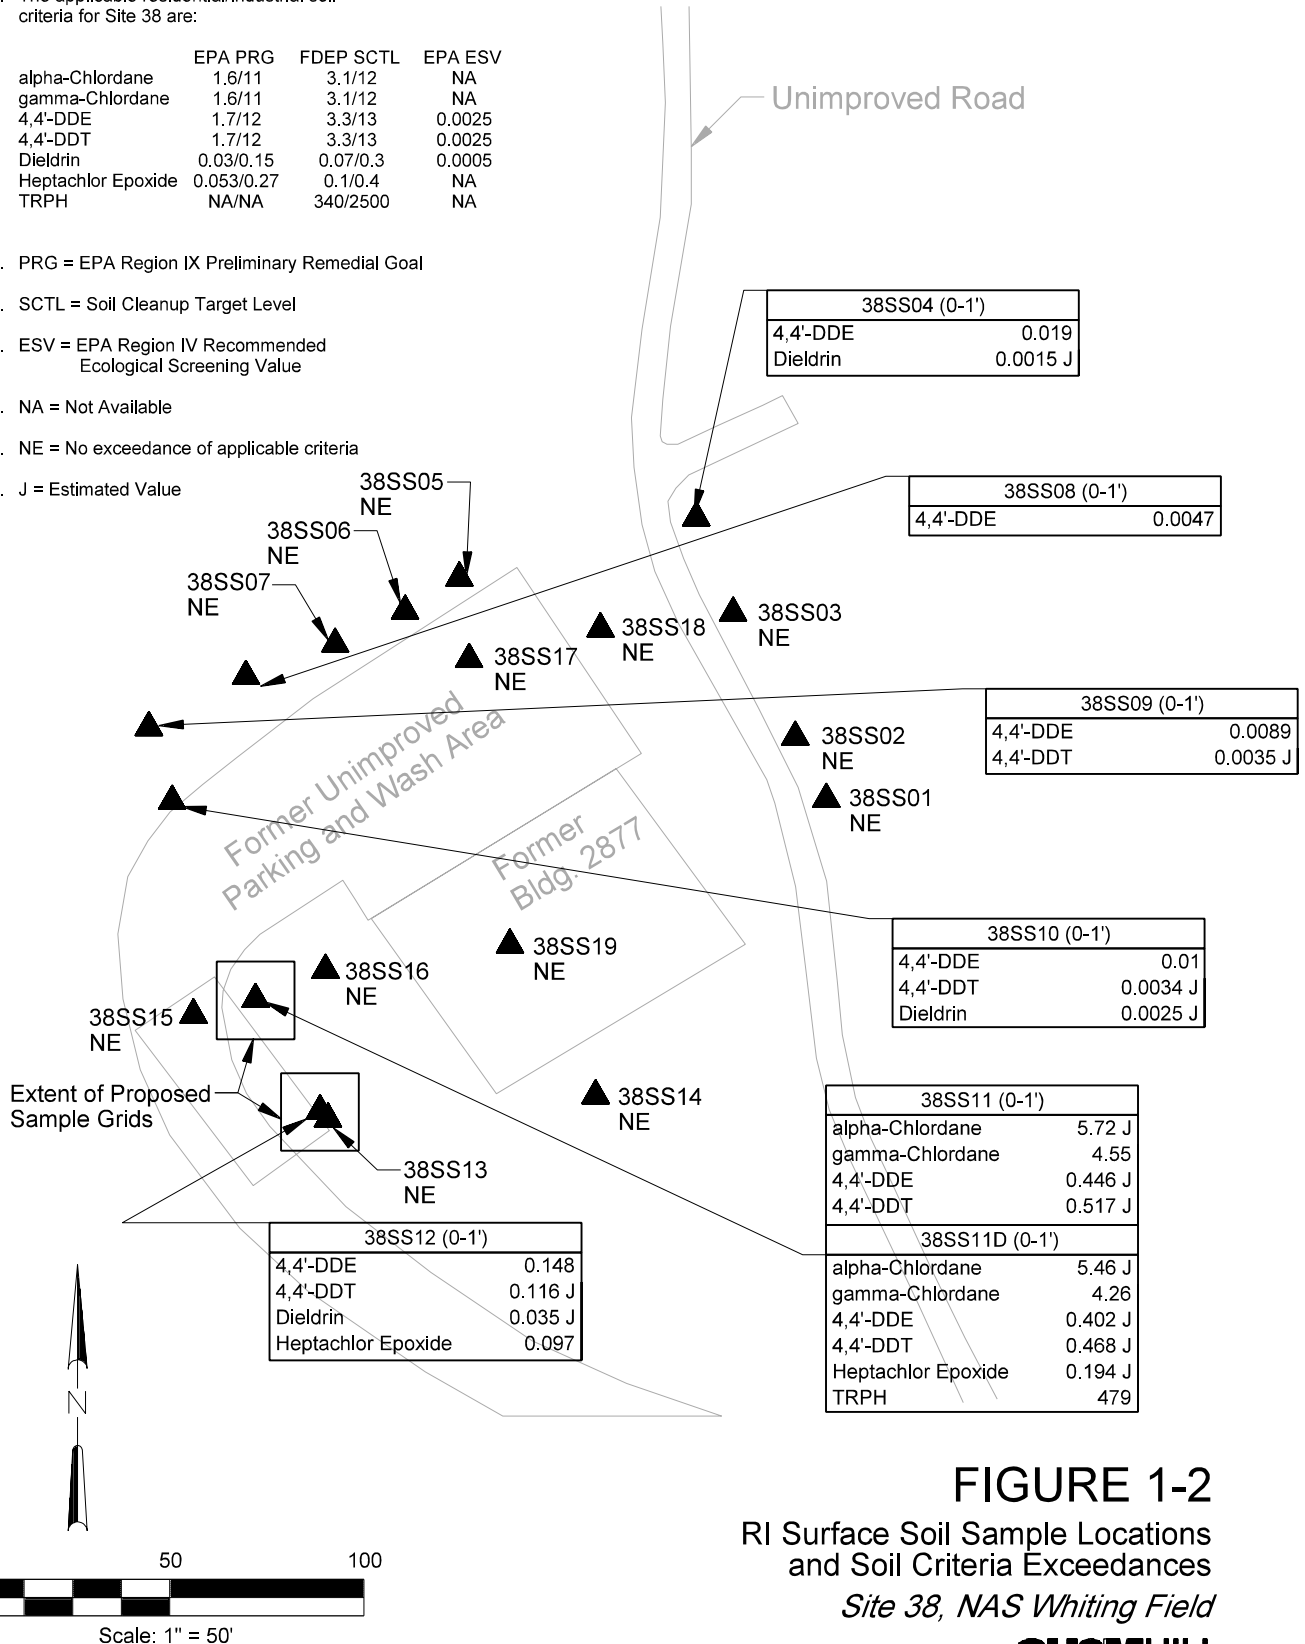 . The applicable residential/industrial soil
criteria for Site 38 are:
EPA PRG FDEP SCTL EPA ESV
alpha-Chlordane 1.6/11 3.1/12 NA
gamma-Chlordane 1.6/11 3.1/12 NA
4,4'-DDE 1.7/12 3.3/13 0.0025
4,4'-DDT 1.7/12 3.3/13 0.0025
Dieldrin 0.03/0.15 0.07/0.3 0.0005
Heptachlor Epoxide 0.053/0.27 0.1/0.4 NA
TRPH NA/NA 340/2500 NA
. PRG = EPA Region IX Preliminary Remedial Goal
. SCTL = Soil Cleanup Target Level
. ESV = EPA Region IV Recommended
Ecological Screening Value
. NA = Not Available
. NE = No exceedance of applicable criteria
. J = Estimated Value
Unimproved Road
38SS04 (0-1')
4,4'-DDE 0.019
Dieldrin 0.0015 J
38SS05
NE
38SS06
NE
38SS07
NE
38SS08 (0-1')
4,4'-DDE 0.0047
38SS18
NE
38SS03
NE
38SS17
NE
38SS09 (0-1')
4,4'-DDE 0.0089
4,4'-DDT 0.0035 J
38SS02
NE
38SS01
NE
Former Unimproved
Parking and Wash Area
Former
Bldg. 2877
38SS10 (0-1')
4,4'-DDE 0.01
4,4'-DDT 0.0034 J
Dieldrin 0.0025 J
38SS19
NE
38SS16
NE
38SS15
NE
Extent of Proposed
Sample Grids
38SS14
NE
38SS13
NE
38SS11 (0-1')
alpha-Chlordane 5.72 J
gamma-Chlordane 4.55
4,4'-DDE 0.446 J
4,4'-DDT 0.517 J
38SS11D (0-1')
alpha-Chlordane 5.46 J
gamma-Chlordane 4.26
4,4'-DDE 0.402 J
4,4'-DDT 0.468 J
Heptachlor Epoxide 0.194 J
TRPH 479
38SS12 (0-1')
4,4'-DDE 0.148
4,4'-DDT 0.116 J
Dieldrin 0.035 J
Heptachlor Epoxide 0.097
N
50 100
Scale: 1" = 50'
FIGURE 1-2
RI Surface Soil Sample Locations
and Soil Criteria Exceedances
Site 38, NAS Whiting Field